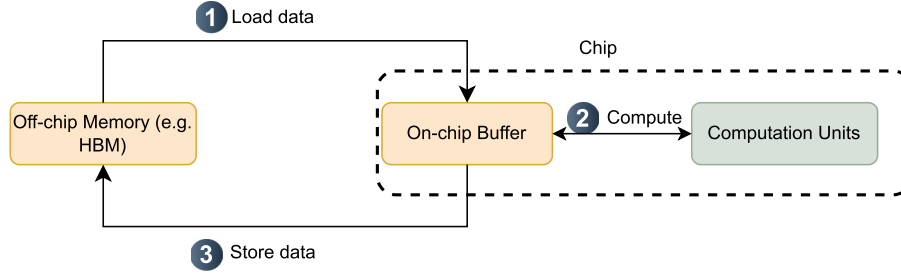 1 Load data
Chip
Off-chip Memory (e.g.
HBM)
On-chip Buffer
2 Compute
Computation Units
3 Store data